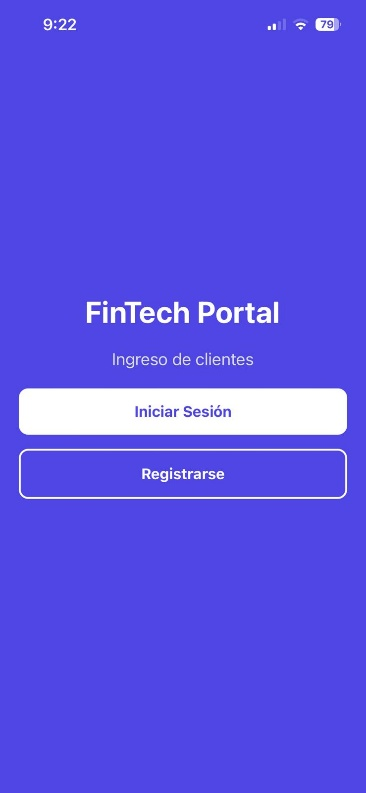 9:22
79
FinTech Portal
Ingreso de clientes
Iniciar Sesión
Registrarse